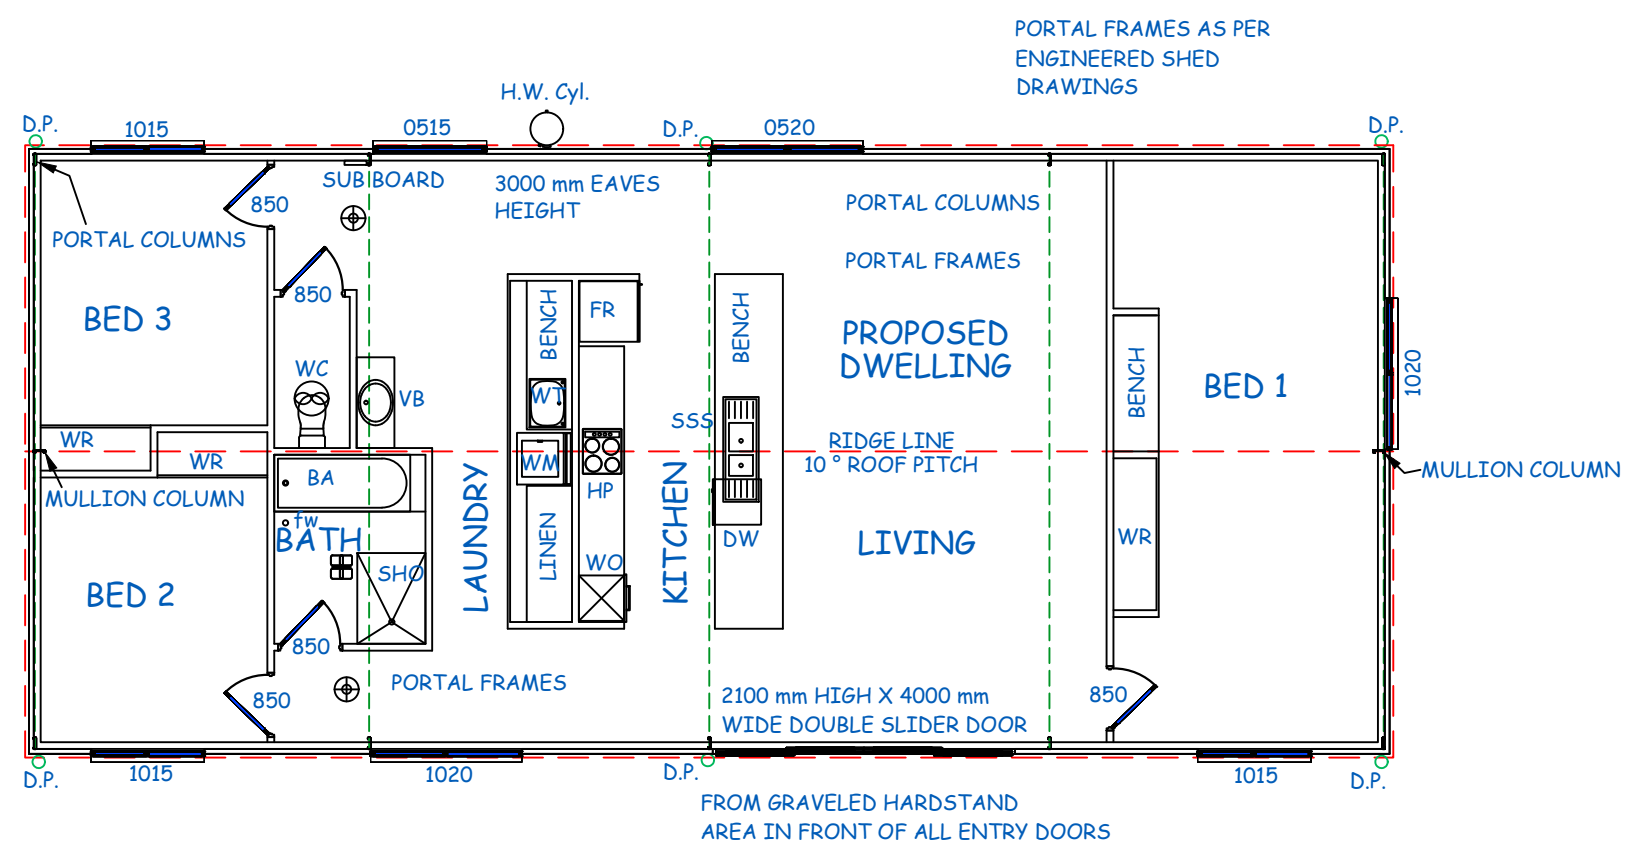 PORTAL FRAMES AS PER
ENGINEERED SHED
DRAWINGS
H.W. Cyl.
D.P.
1015
0515
D.P.
0520
D.P.
SUB BOARD
3000 mm EAVES
HEIGHT
850
PORTAL COLUMNS
PORTAL COLUMNS
PORTAL FRAMES
850
BED 3
BENCH
FR
BENCH
PROPOSED
DWELLING
BENCH
BED 1
1020
WC
VB
WT
SSS
WR
WR
RIDGE LINE
10 ° ROOF PITCH
MULLION COLUMN
MULLION COLUMN
BA
WM
HP
fw
BATH
LAUNDRY
LINEN
KITCHEN
DW
LIVING
WR
BED 2
SHO
WO
850
PORTAL FRAMES
850
850
2100 mm HIGH X 4000 mm
WIDE DOUBLE SLIDER DOOR
D.P.
1015
1020
D.P.
1015
D.P.
FROM GRAVELED HARDSTAND
AREA IN FRONT OF ALL ENTRY DOORS